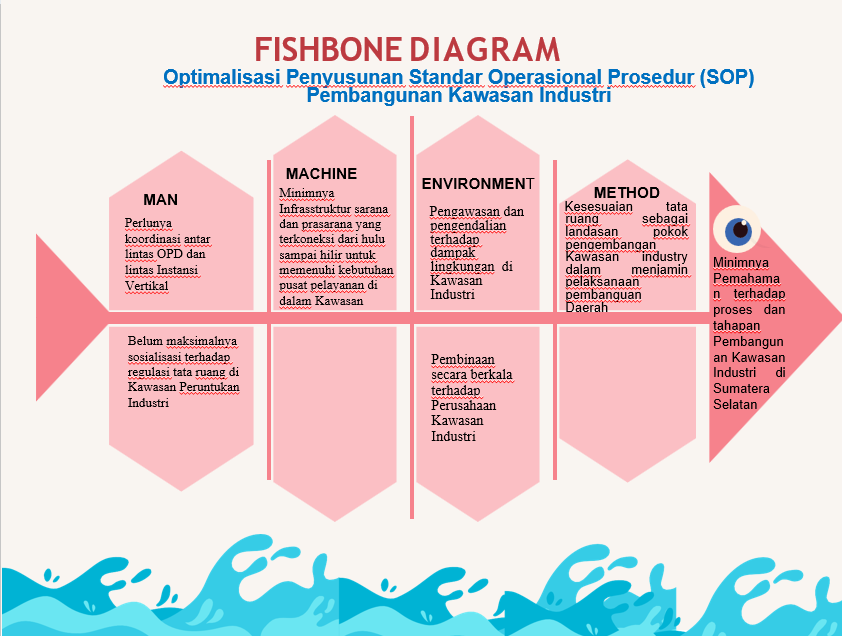 FISHBONE DIAGRAM
Optimalisasi Penyusunan Standar Operasional Prosedur (SOP)
Pembangunan Kawasan Industri
MAN
Perlunya
koordinasi antar
lintas OPD dan
lintas Instansi
Vertikal
Belum maksimalnya
sosialisasi terhadap
regulasi tata ruang di
Kawasan Peruntukan
Industri
MACHINE
Minimnya
Infrasstruktur sarana
dan prasarana yang
terkoneksi dari hulu
sampai hilir untuk
memenuhi kebutuhan
pusat pelayanan di
dalam Kawasan
ENVIRONMENT
Pengawasan dan
pengendalian
terhadap
dampak
lingkungan di
Kawasan
Industri
Pembinaan
secara berkala
terhadap
Perusahaan
Kawasan
Industri
METHOD
Kesesuaian tata
ruang sebagai
landasan pokok
pengembangan
Kawasan Industry
dalam menjamin
pelaksanaan
pembanguan
Daerah
Minimnya
Pemahama
n terhadap
proses dan
tahapan
Pembangun
an Kawasan
Industri di
Sumatera
Selatan